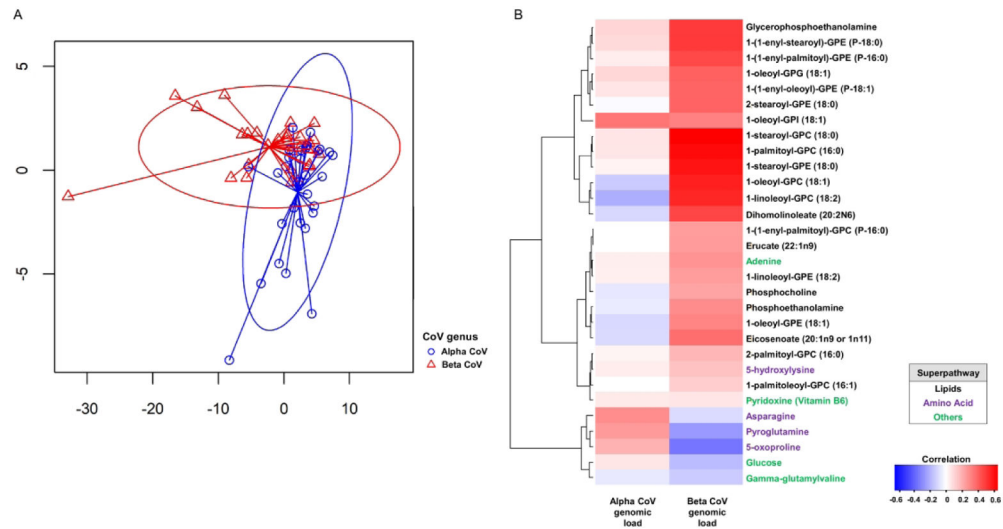 A
5
0
-5
-30
-20
-10
0
10
CoV genus
Alpha CoV
Beta CoV
B
Glycerophosphoethanolamine
1-(1-enyl-stearoyl)-GPE (P-18:0)
1-(1-enyl-palmitoyl)-GPE (P-16:0)
1-oleoyl-GPG (18:1)
1-(1-enyl-oleoyl)-GPE (P-18:1)
2-stearoyl-GPE (18:0)
1-oleoyl-GPI (18:1)
1-stearoyl-GPC (18:0)
1-palmitoyl-GPC (16:0)
1-stearoyl-GPE (18:0)
1-oleoyl-GPC (18:1)
1-linoleoyl-GPC (18:2)
Dihomolinoleate (20:2N6)
1-(1-enyl-palmitoyl)-GPC (P-16:0)
Erucate (22:1n9)
Adenine
1-linoleoyl-GPE (18:2)
Phosphocholine
Phosphoethanolamine
1-oleoyl-GPE (18:1)
Eicosenoate (20:1n9 or 1n11)
2-palmitoyl-GPC (16:0)
5-hydroxylysine
1-palmitoleoyl-GPC (16:1)
Pyridoxine (Vitamin B6)
Asparagine
Pyroglutamine
5-oxoproline
Glucose
Gamma-glutamylvaline
Alpha CoV
genomic
load
Beta CoV
genomic
load
Superpathway
Lipids
Amino Acid
Others
Correlation
-0.6 -0.4 -0.2 0 0.2 0.4 0.6